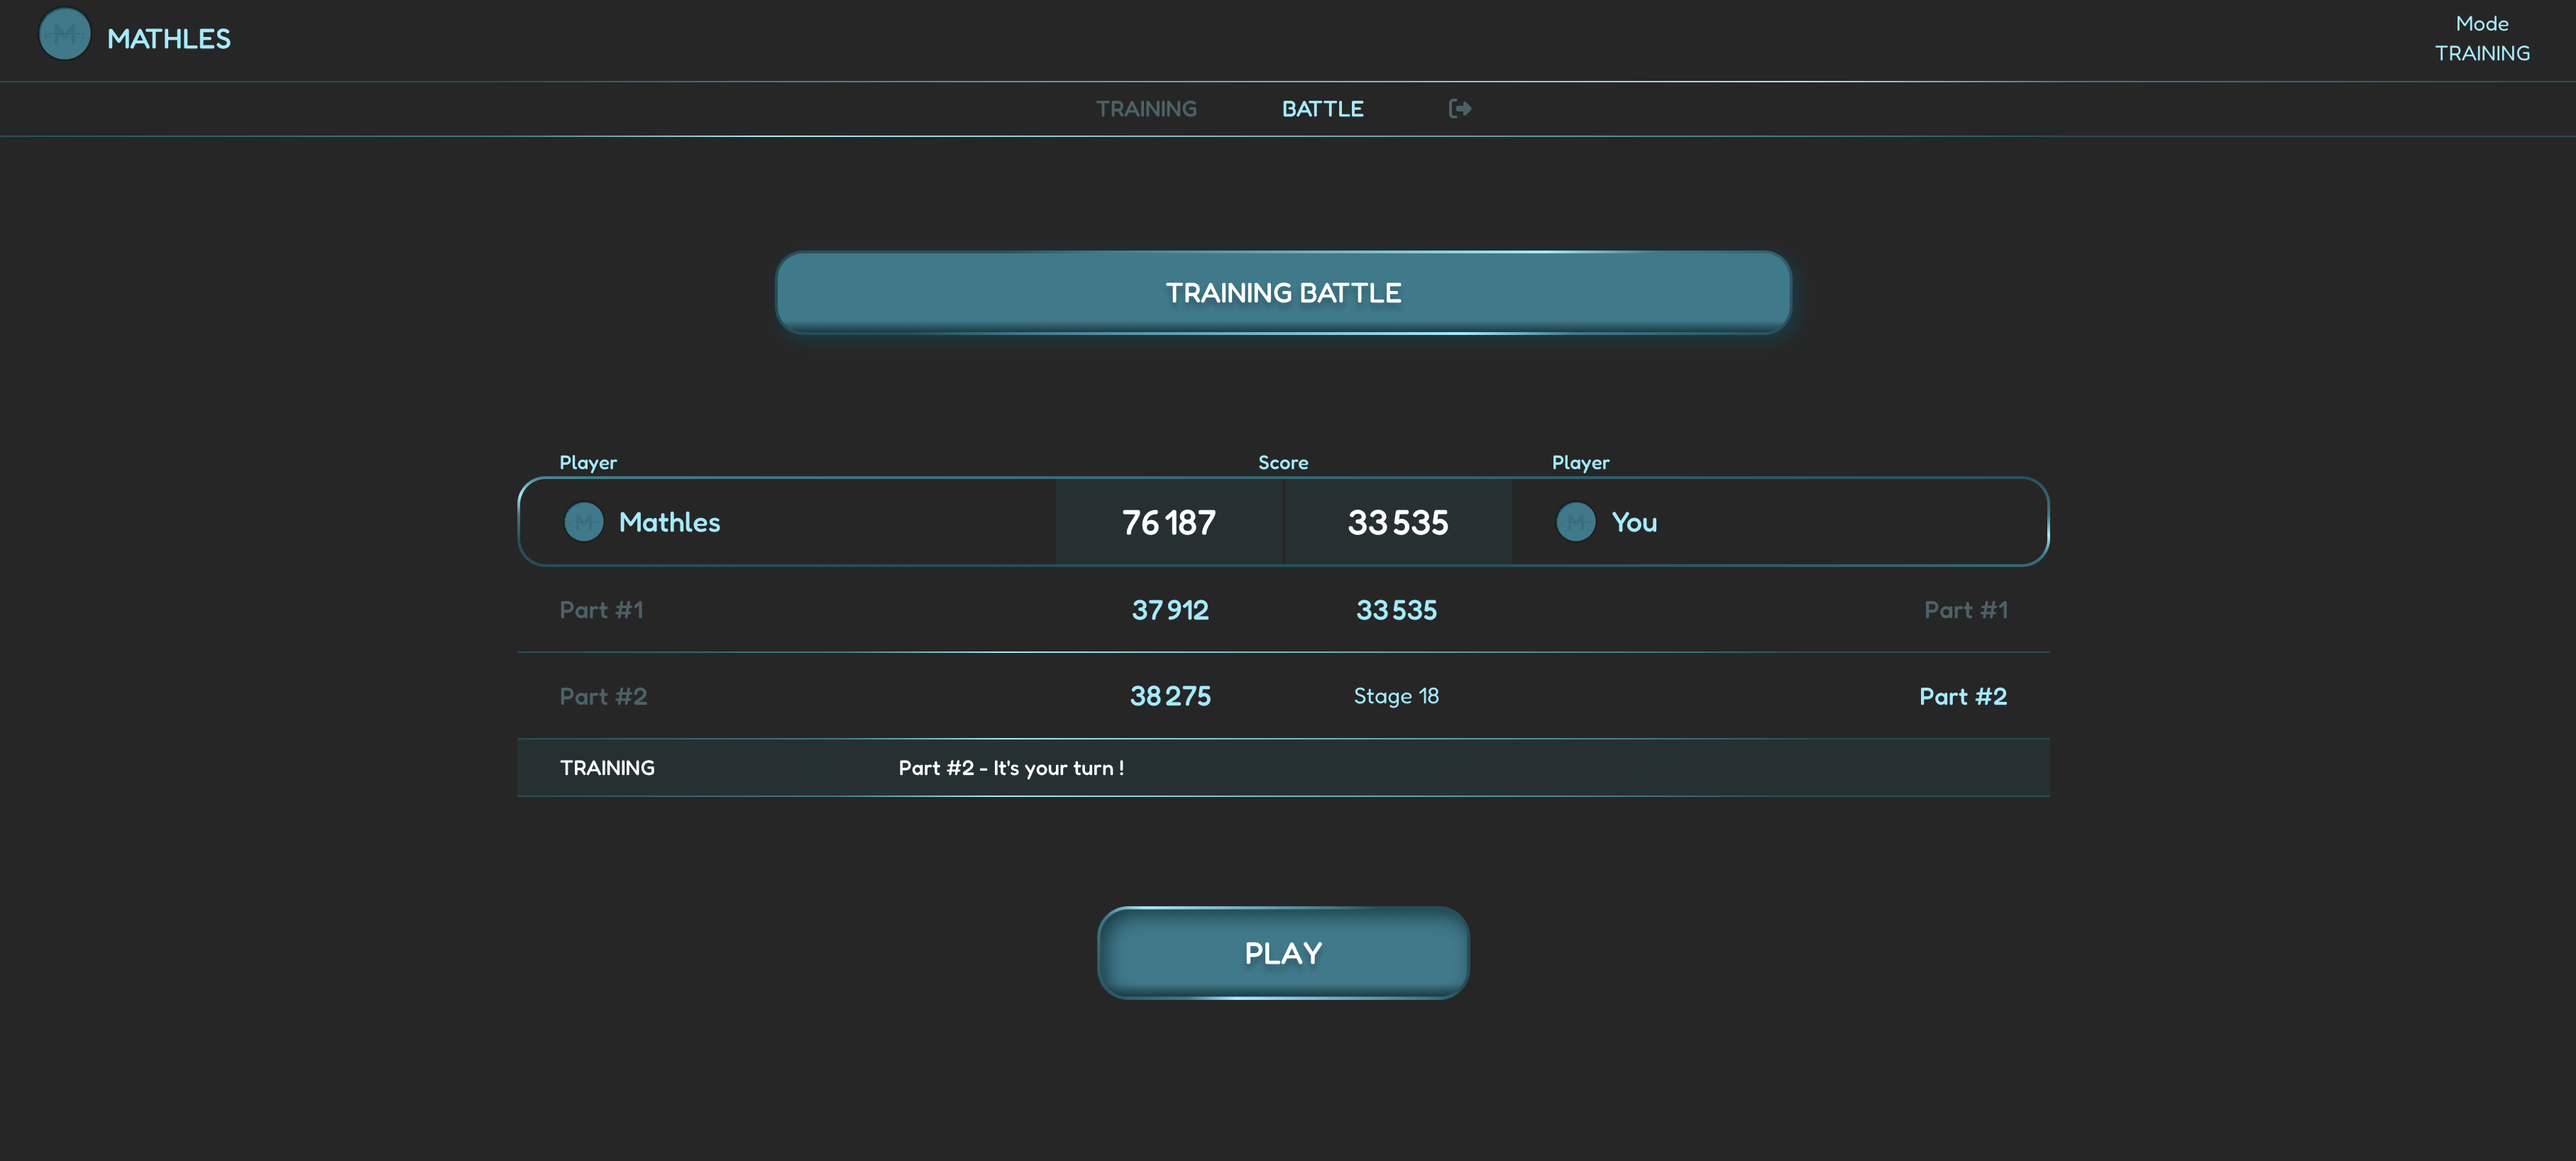 MATHLES
Mode
TRAINING
TRAINING BATTLE
TRAINING BATTLE
Player Score Player
M Mathles 76 187 33 535 M You
Part #1 37 912 33 535 Part #1
Part #2 38 275 Stage 18 Part #2
TRAINING Part #2 - It's your turn !
PLAY